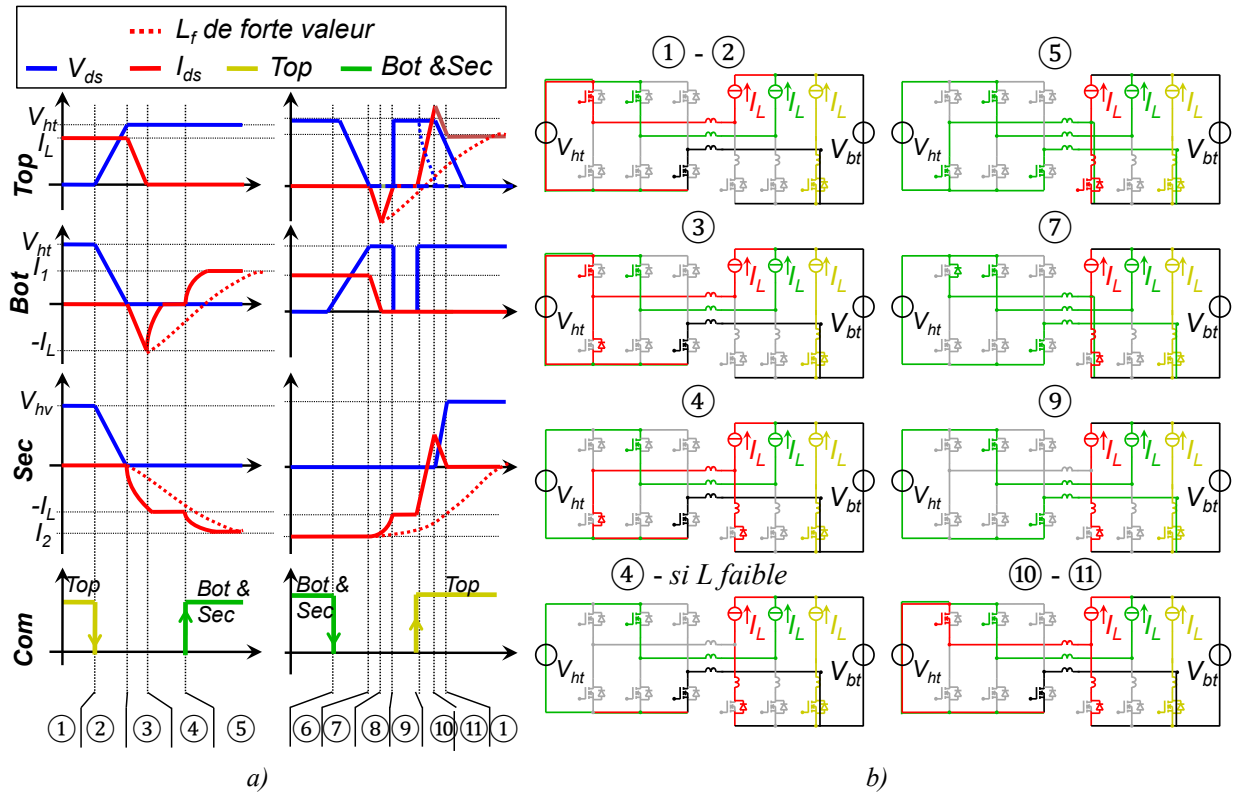 L_f de forte valeur
V_ds I_ds Top Bot &Sec
Top
V_ht
I_L
Bot
V_ht
I_1
-I_L
Sec
V_hv
-I_L
I_2
Com
Top
Bot &
Sec
Bot &
Sec
Top
① ② ③ ④ ⑤
⑥ ⑦ ⑧ ⑨ ⑩ ⑪ ①
a)
① - ②
V_ht I_L I_L I_L V_bt
⑤
V_ht I_L I_L I_L V_bt
③
V_ht I_L I_L I_L V_bt
⑦
V_ht I_L I_L I_L V_bt
④
V_ht I_L I_L I_L V_bt
⑨
V_ht I_L I_L I_L V_bt
④ - si L faible
V_ht I_L I_L I_L V_bt
⑩ - ⑪
V_ht I_L I_L I_L V_bt
b)